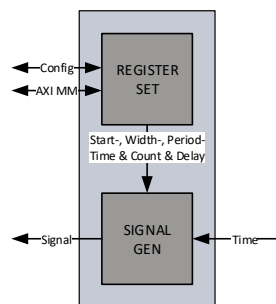 Config
AXI MM
REGISTER
SET
Start-, Width-, Period-
Time & Count & Delay
SIGNAL
GEN
Signal
Time